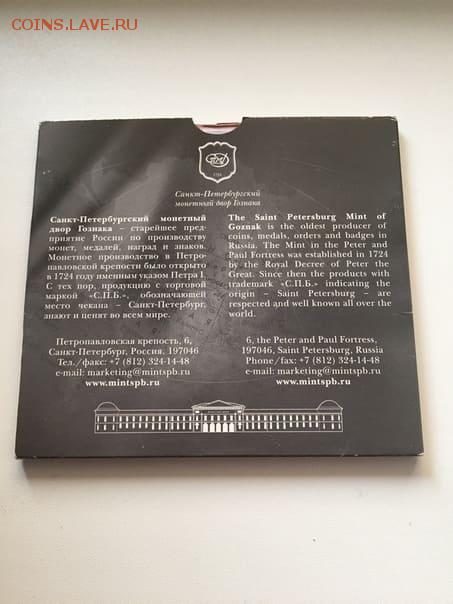 COINS.LAVE.RU
СПМД
1724
Санкт-Петербургский
монетный двор Гознака
Санкт-Петербургский монетный
двор Гознака – старейшее пред-
приятие России по производству
монет, медалей, наград и знаков.
Монетное производство в Петро-
павловской крепости было открыто
в 1724 году именным указом Петра I.
С тех пор, продукцию с торговой
маркой «С.П.Б.», обозначающей
место чекана – Санкт-Петербург,
знают и ценят во всем мире.
The Saint Petersburg Mint of
Goznak is the oldest producer of
coins, medals, orders and badges in
Russia. The Mint in the Peter and
Paul Fortress was established in 1724
by the Royal Decree of Peter the
Great. Since then the products with
trademark «С.П.Б.» indicating the
origin – Saint Petersburg – are
respected and well known all over the
world.
Петропавловская крепость, 6,
Санкт-Петербург, Россия, 197046
Тел./факс: +7 (812) 324-14-48
e-mail: marketing@mintspb.ru
www.mintspb.ru
6, the Peter and Paul Fortress,
197046, Saint Petersburg, Russia
Phone/fax: +7 (812) 324-14-48
e-mail: marketing@mintspb.ru
www.mintspb.ru